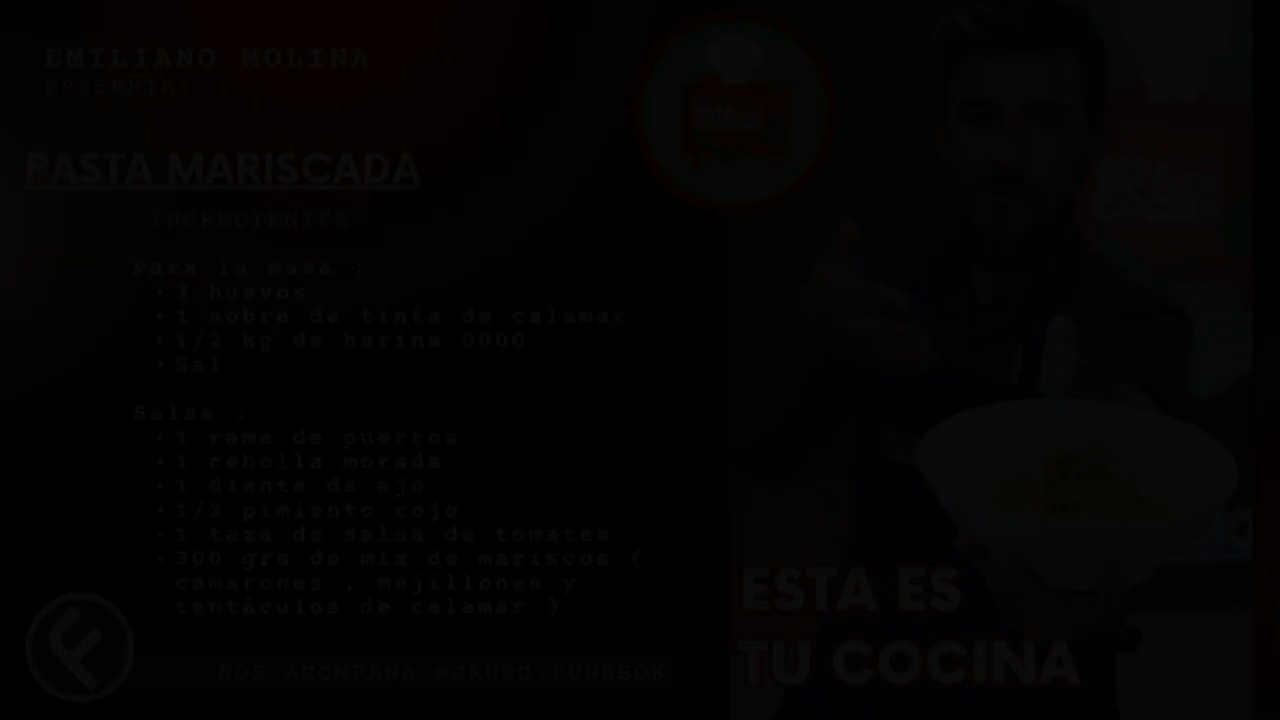 EMILIANO MOLINA
PRESENTA:
PASTA MARISCADA
INGREDIENTES:
Para la masa :
• 3 huevos
• 1 sobre de tinta de calamar
• 1/2 kg de harina 0000
• Sal
Salsa :
• 1 rama de puerros
• 1 cebolla morada
• 1 diente de ajo
• 1/2 pimiento rojo
• 1 taza de salsa de tomates
• 300 grs de mix de mariscos (
camarones , mejillones y
tentáculos de calamar )
NOS ACOMPAÑA @GRUPO.FUNESOK
ESTA ES
TU COCINA